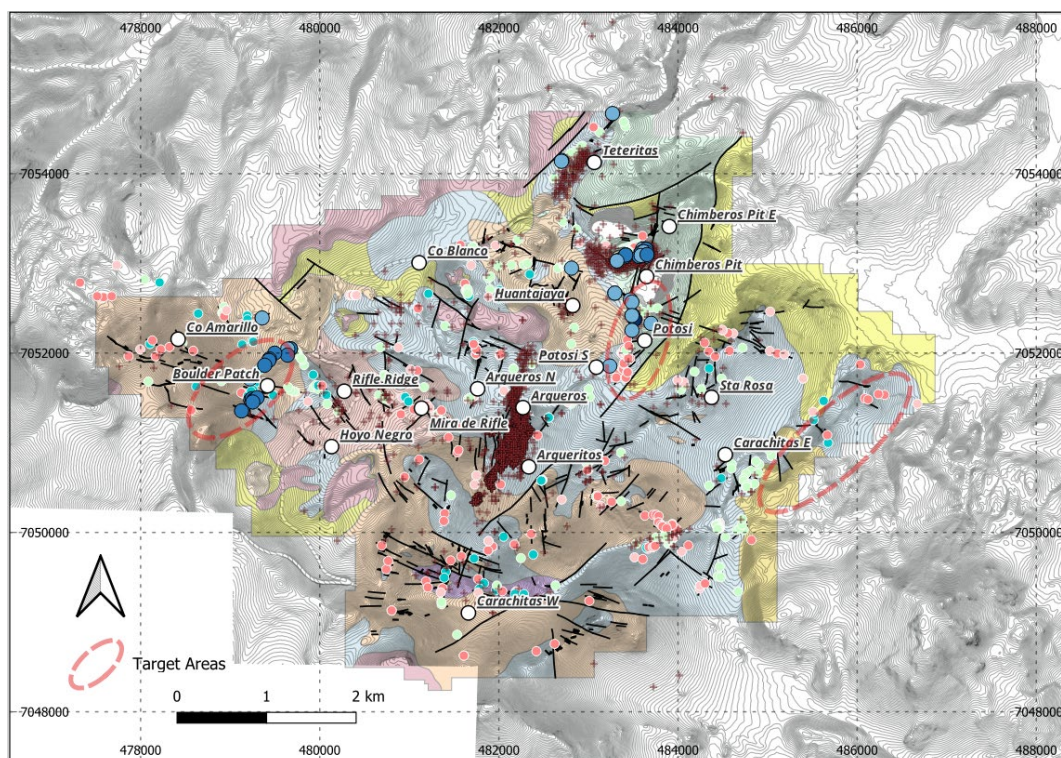 478000 480000 482000 484000 486000 488000
7054000 7054000
Teteritas
Chimberos Pit E
Co Blanco
Chimberos Pit
Huantajaya
Co Amarillo
Potosi
7052000 7052000
Potosi S
Boulder Patch
Rifle Ridge
Arqueros N
Sta Rosa
Arqueros
Mira de Rifle
Hoyo Negro
Carachitas E
Arqueritos
7050000 7050000
Carachitas W
Target Areas
0 1 2 km
7048000 7048000
478000 480000 482000 484000 486000 488000